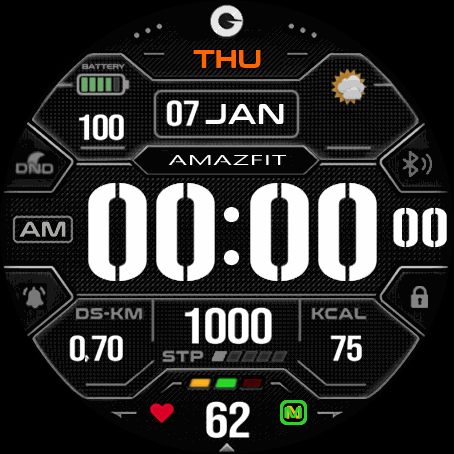 THU
BATTERY
100
07 JAN
AMAZFIT
DND
AM
00:00
00
DS-KM
0,70
1000
STP
KCAL
75
62
M